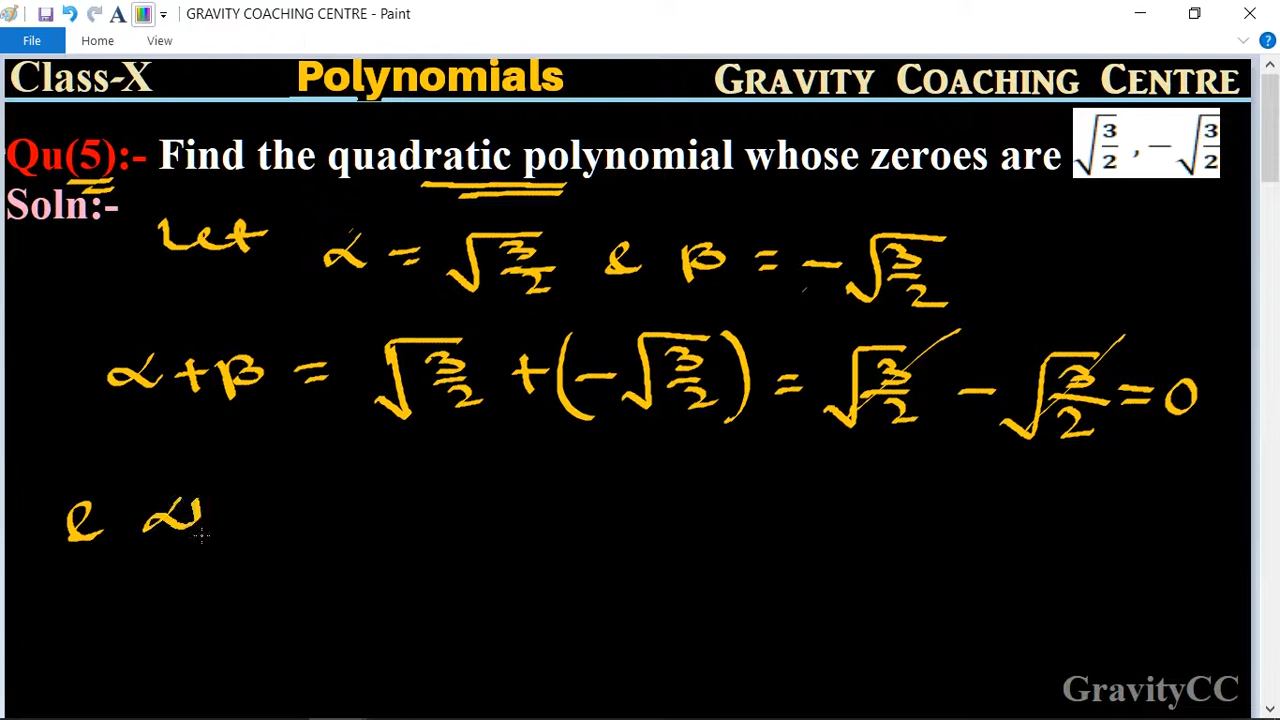 GRAVITY COACHING CENTRE - Paint
File Home View
Class-X Polynomials GRAVITY COACHING CENTRE
Qu(5):- Find the quadratic polynomial whose zeroes are √(3/2) , −√(3/2)
Soln:-
Let α = √(3/2) & β = −√(3/2)
α+β = √(3/2) + (−√(3/2)) = √(3/2) − √(3/2) = 0
& α
GravityCC